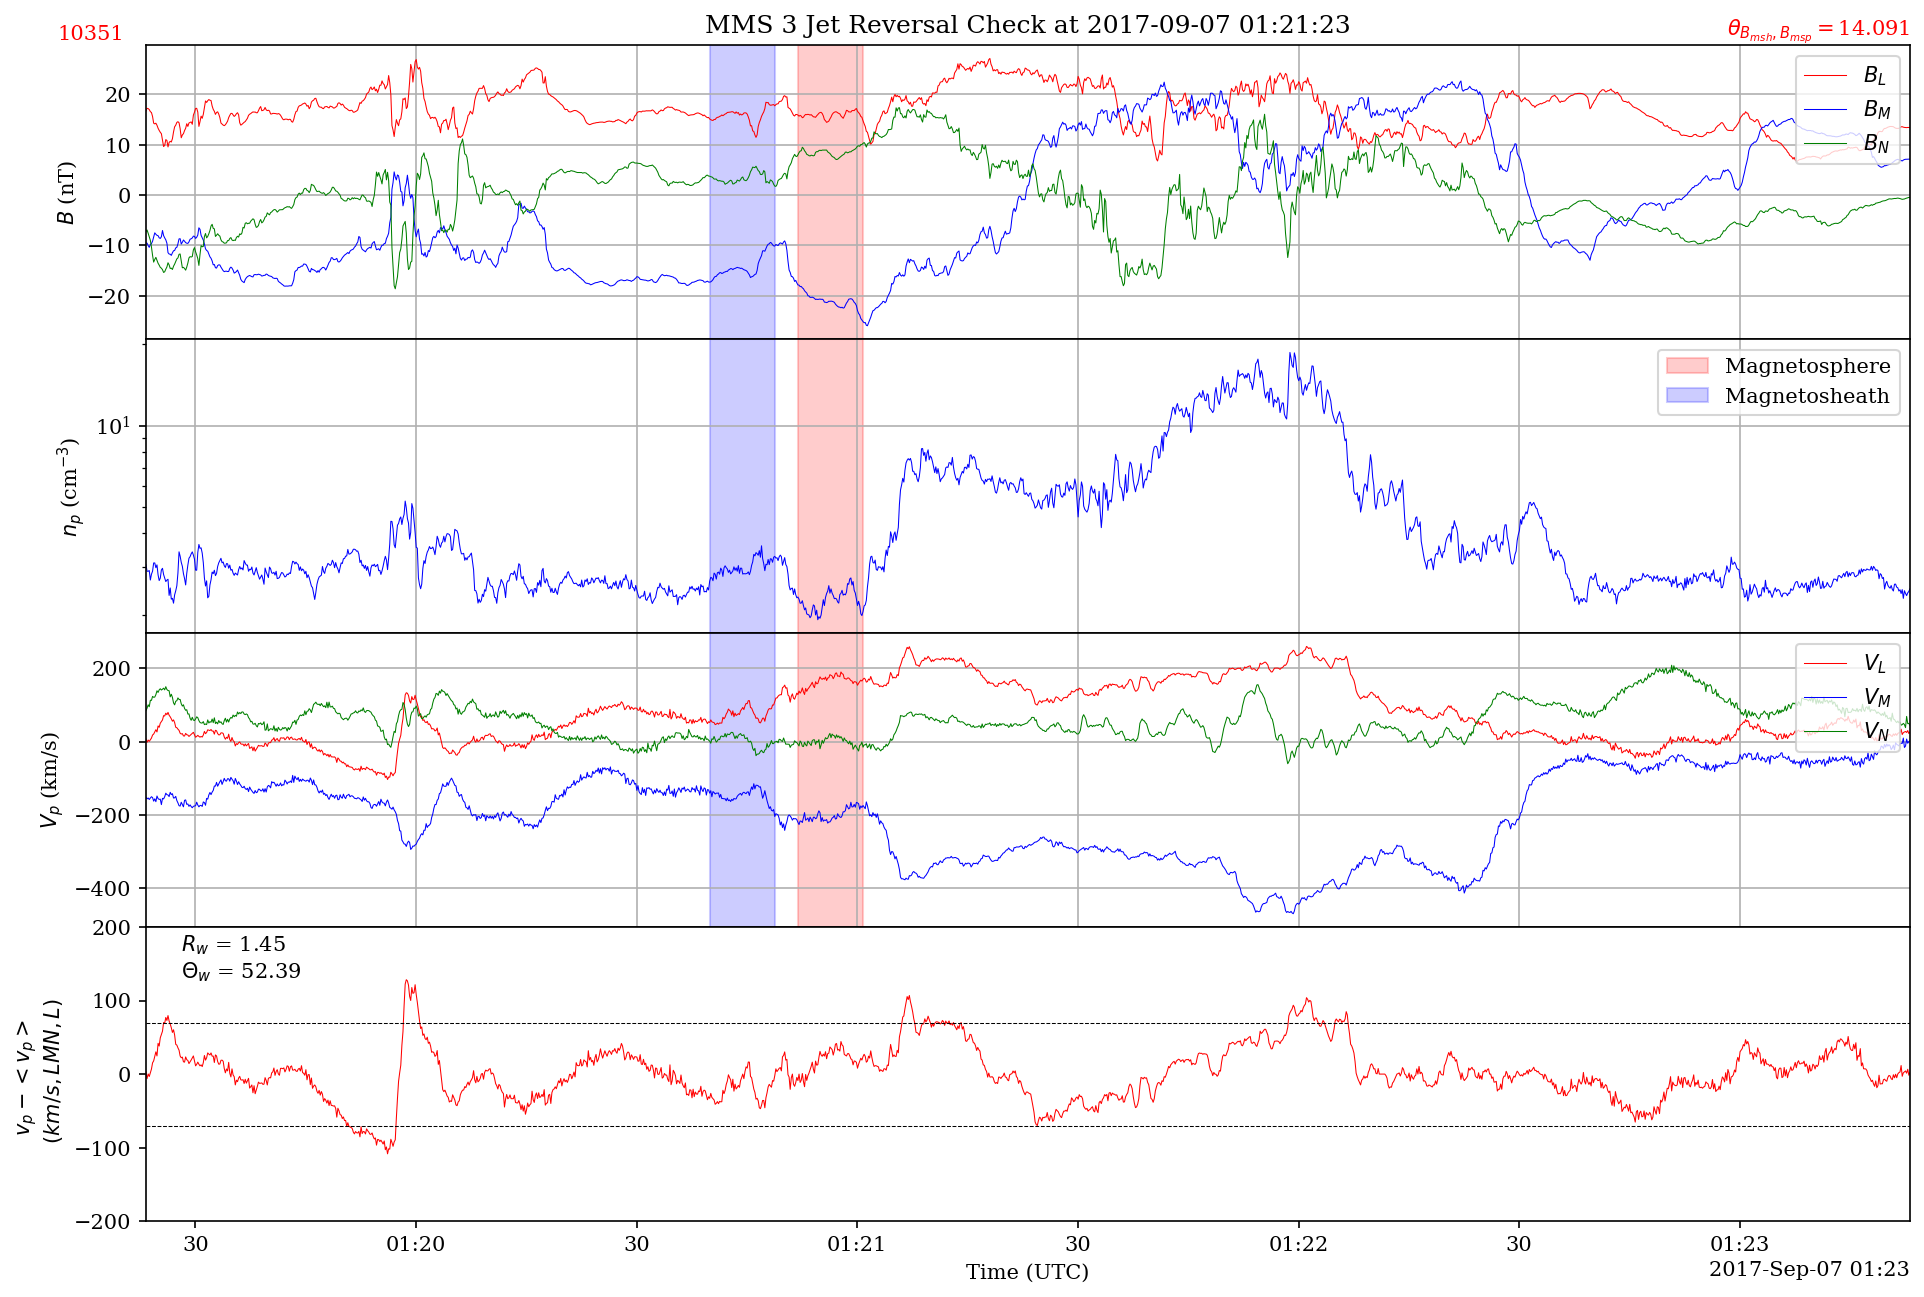 10351
MMS 3 Jet Reversal Check at 2017-09-07 01:21:23
θ_{B_{msh}, B_{msp}} = 14.091
B (nT)
20
10
0
−10
−20
B_L
B_M
B_N
n_p (cm^{−3})
10^1
Magnetosphere
Magnetosheath
V_p (km/s)
200
0
−200
−400
V_L
V_M
V_N
v_p − < v_p >
(km/s, LMN, L)
200
100
0
−100
−200
R_w = 1.45
Θ_w = 52.39
30 01:20 30 01:21 30 01:22 30 01:23
Time (UTC)
2017-Sep-07 01:23